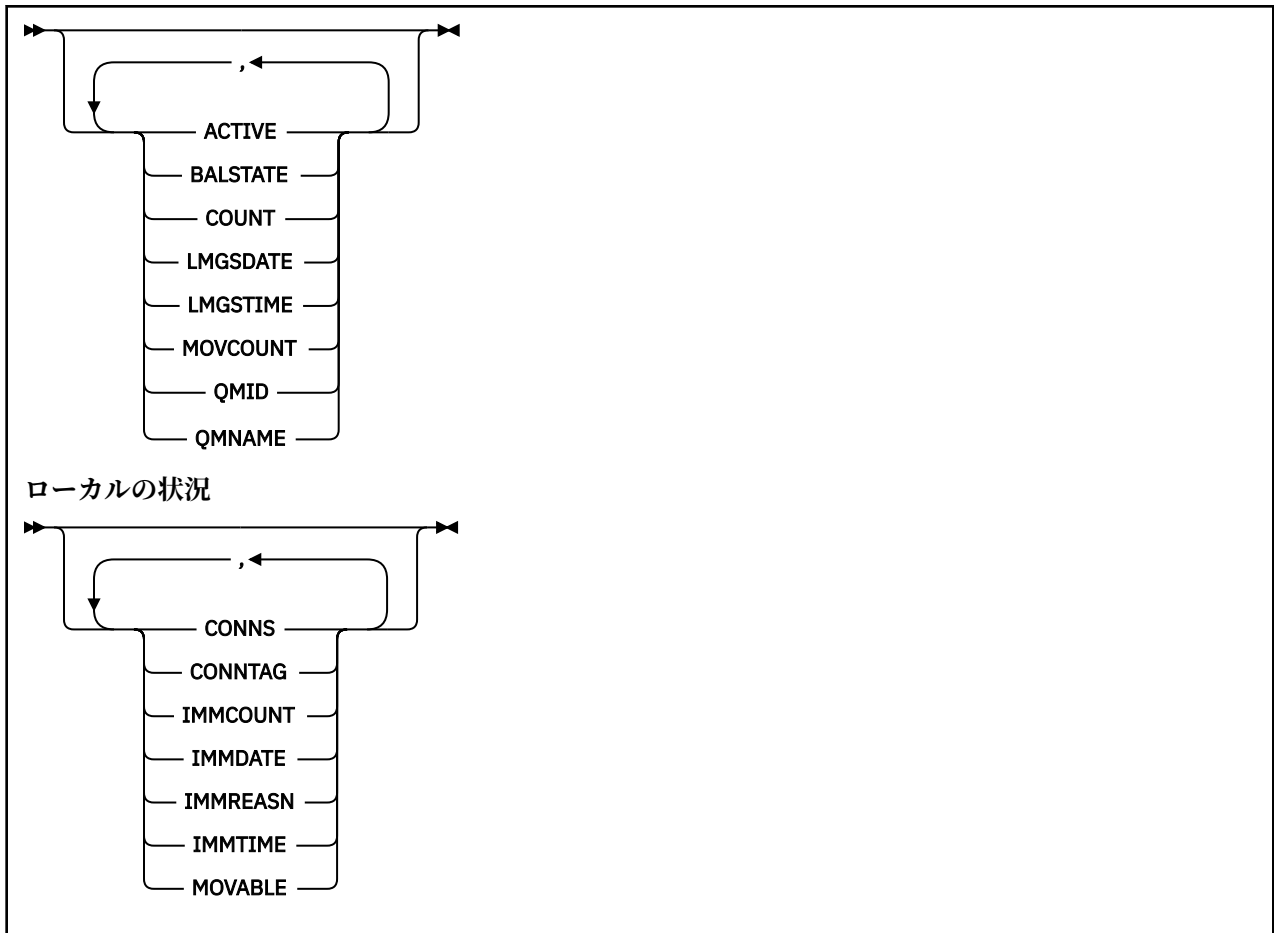 ,
ACTIVE
BALSTATE
COUNT
LMGSDATE
LMGSTIME
MOVCOUNT
QMID
QMNAME
ローカルの状況
,
CONNS
CONNTAG
IMMCOUNT
IMMDATE
IMMREASN
IMMTIME
MOVABLE